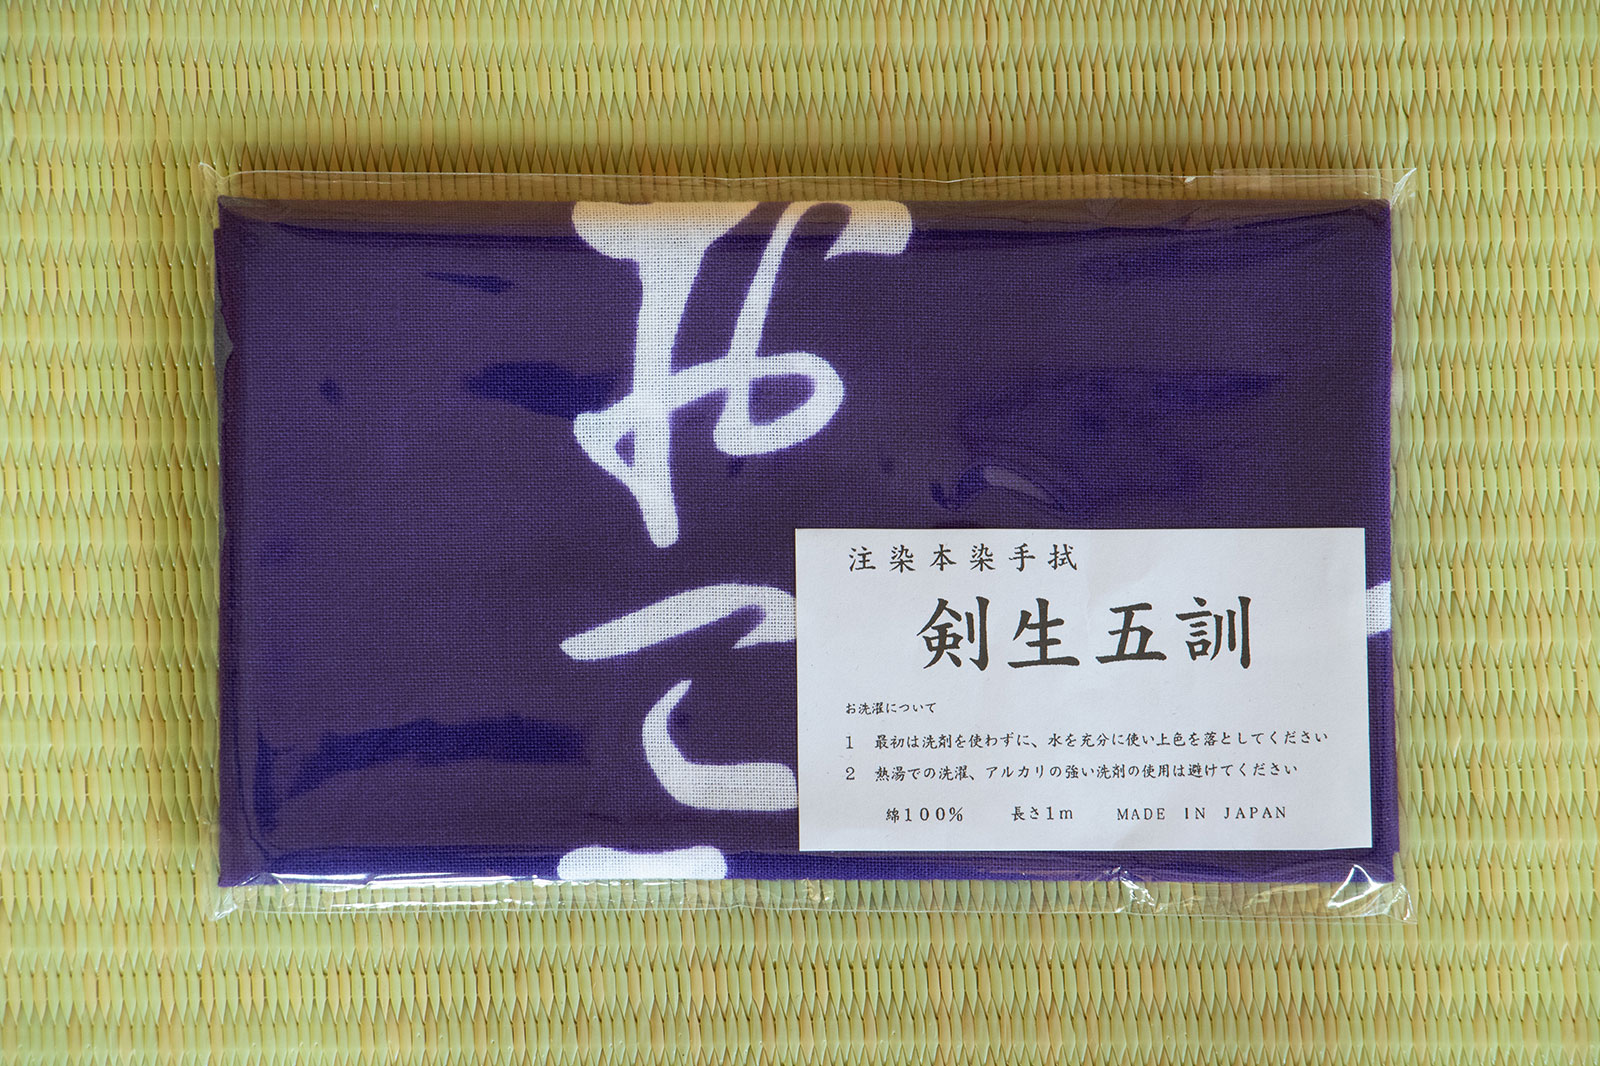 注染本染手拭
剣生五訓
お洗濯について
1 最初は洗剤を使わずに、水を充分に使い上色を落としてください
2 熱湯での洗濯、アルカリの強い洗剤の使用は避けてください
綿100% 長さ1m MADE IN JAPAN